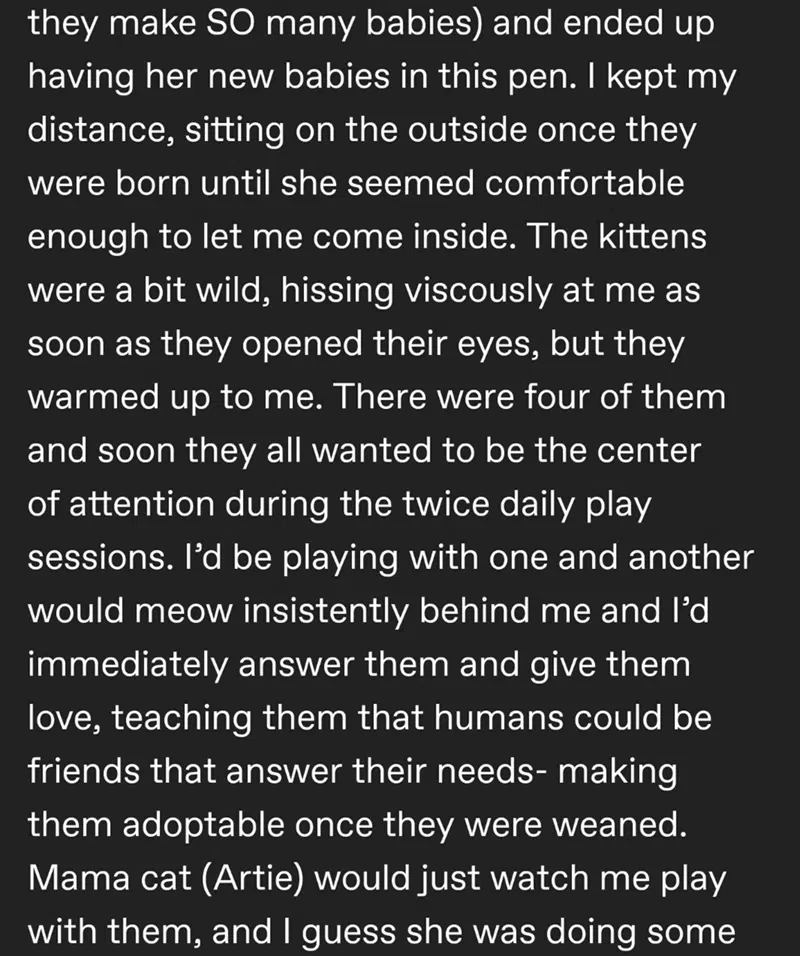 they make SO many babies) and ended up
having her new babies in this pen. I kept my
distance, sitting on the outside once they
were born until she seemed comfortable
enough to let me come inside. The kittens
were a bit wild, hissing viscously at me as
soon as they opened their eyes, but they
warmed up to me. There were four of them
and soon they all wanted to be the center
of attention during the twice daily play
sessions. I’d be playing with one and another
would meow insistently behind me and I’d
immediately answer them and give them
love, teaching them that humans could be
friends that answer their needs- making
them adoptable once they were weaned.
Mama cat (Artie) would just watch me play
with them, and I guess she was doing some